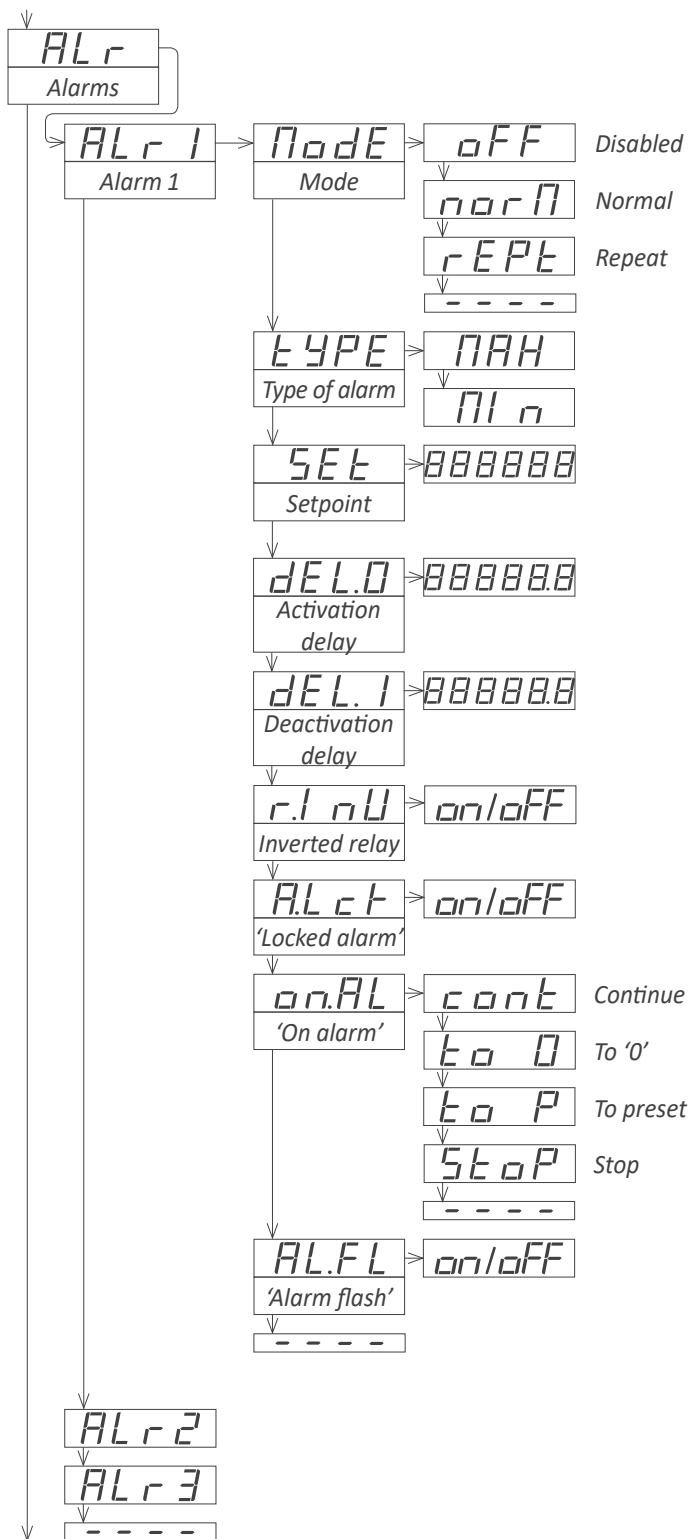 ALr
Alarms
ALr 1
Alarm 1
ModE
Mode
oFF
Disabled
norM
Normal
rEPt
Repeat
----
tYPE
Type of alarm
MAH
MIn
SEt
Setpoint
888888
dEL.0
Activation
delay
88888.8
dEL.1
Deactivation
delay
88888.8
r.InV
Inverted relay
on/oFF
A.Lct
'Locked alarm'
on/oFF
on.AL
'On alarm'
cont
Continue
to 0
To '0'
to P
To preset
StoP
Stop
----
AL.FL
'Alarm flash'
on/oFF
----
ALr2
ALr3
----